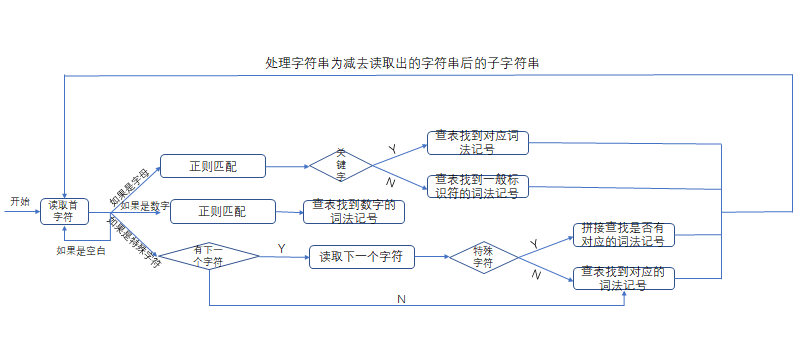 处理字符串为减去读取出的字符串后的子字符串
开始
读取首
字符
如果是空白
如果是字母
如果是数字
如果是特殊字符
正则匹配
关
键
字
Y
N
查表找到对应词
法记号
查表找到一般标
识符的词法记号
正则匹配
查表找到数字的
词法记号
有下一
个字符
Y
N
读取下一个字符
特殊
字符
Y
N
拼接查找是否有
对应的词法记号
查表找到对应的
词法记号